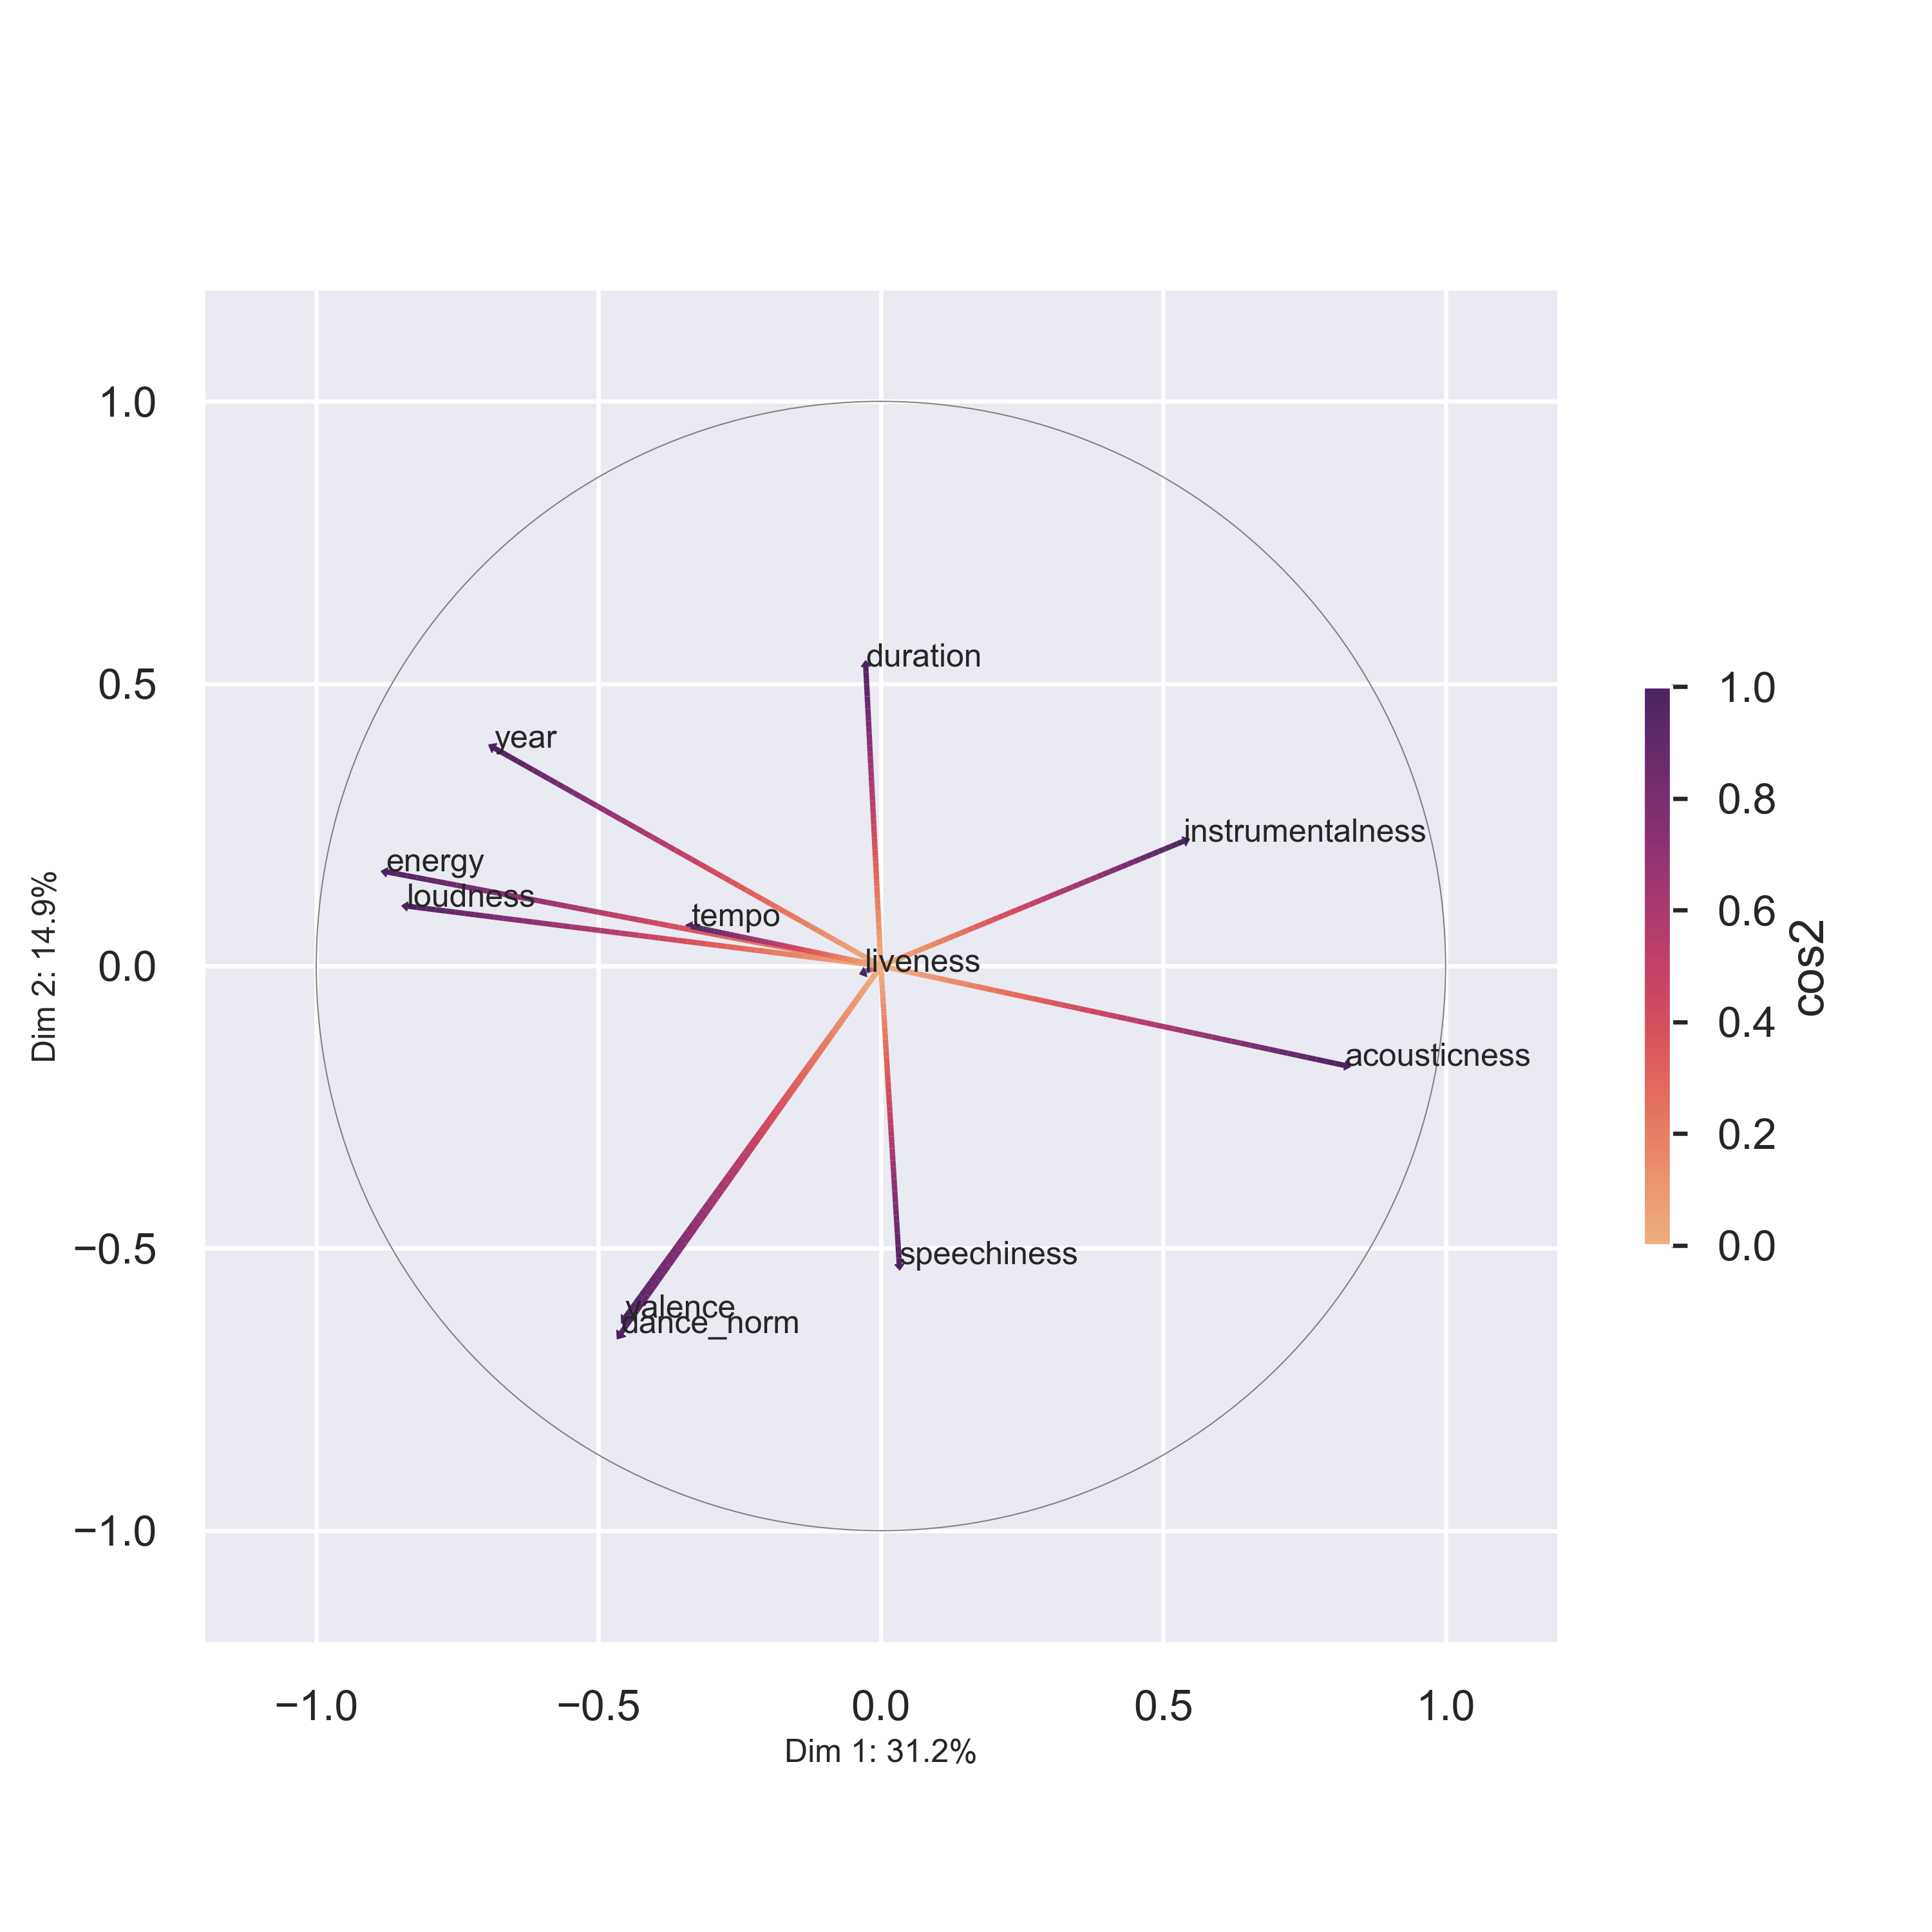 1.0
0.5
0.0
−0.5
−1.0
Dim 2: 14.9%
duration
year
instrumentalness
energy
loudness
tempo
liveness
acousticness
speechiness
valence
dance_norm
−1.0 −0.5 0.0 0.5 1.0
Dim 1: 31.2%
1.0
0.8
0.6
0.4
0.2
0.0
cos2